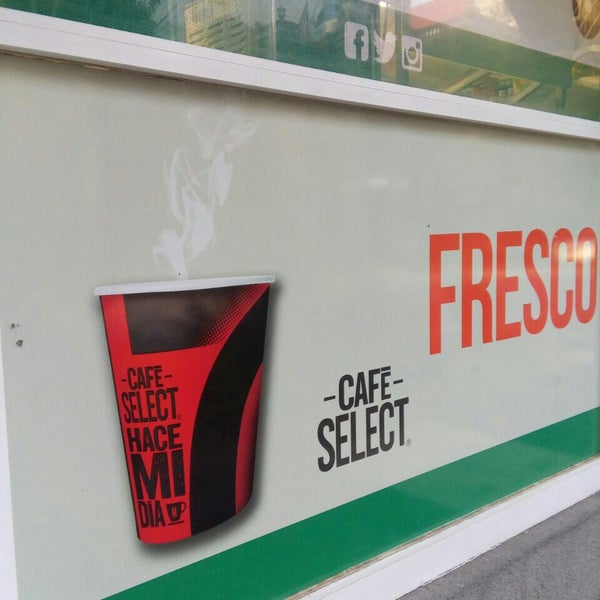 FRESCO
-CAFÉ-
SELECT®
-CAFÉ-
SELECT®
HACE
MI
DÍA